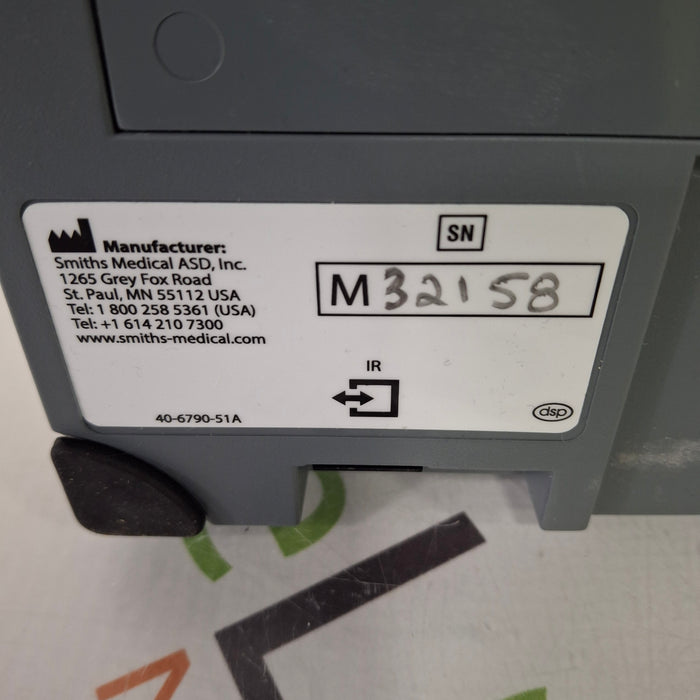 Manufacturer:
Smiths Medical ASD, Inc.
1265 Grey Fox Road
St. Paul, MN 55112 USA
Tel: 1 800 258 5361 (USA)
Tel: +1 614 210 7300
www.smiths-medical.com
SN
M 32158
IR
40-6790-51A
dsp